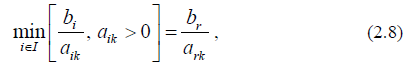 min_{i∈I} [ b_i / a_{ik} , a_{ik} > 0 ] = b_r / a_{rk} , (2.8)